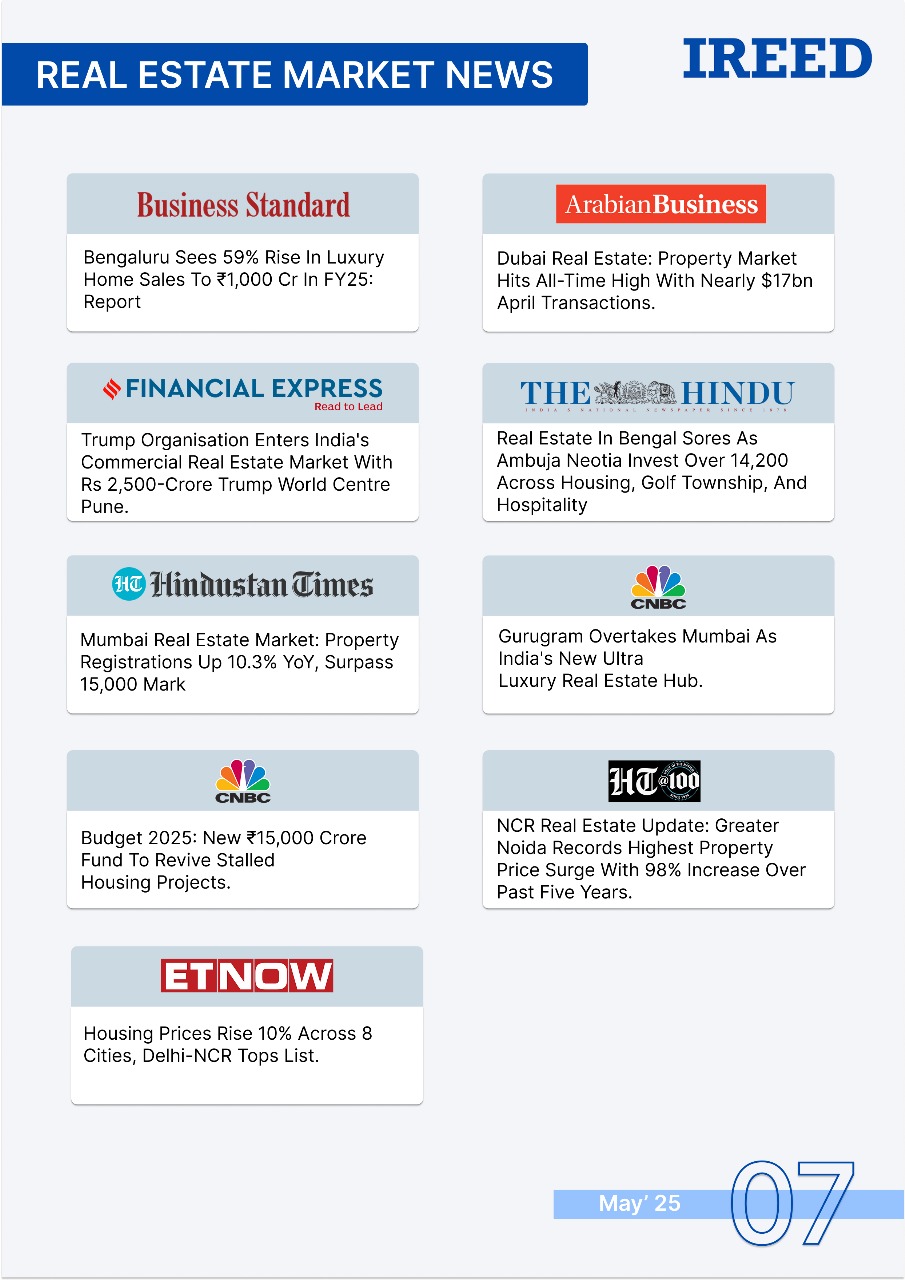 REAL ESTATE MARKET NEWS
IREED
Business Standard
Bengaluru Sees 59% Rise In Luxury
Home Sales To ₹1,000 Cr In FY25:
Report
ArabianBusiness
Dubai Real Estate: Property Market
Hits All-Time High With Nearly $17bn
April Transactions.
FINANCIAL EXPRESS
Read to Lead
Trump Organisation Enters India's
Commercial Real Estate Market With
Rs 2,500-Crore Trump World Centre
Pune.
THE HINDU
INDIA'S NATIONAL NEWSPAPER SINCE 1878
Real Estate In Bengal Sores As
Ambuja Neotia Invest Over 14,200
Across Housing, Golf Township, And
Hospitality
HT Hindustan Times
Mumbai Real Estate Market: Property
Registrations Up 10.3% YoY, Surpass
15,000 Mark
CNBC
Gurugram Overtakes Mumbai As
India's New Ultra
Luxury Real Estate Hub.
CNBC
Budget 2025: New ₹15,000 Crore
Fund To Revive Stalled
Housing Projects.
HT@100
NCR Real Estate Update: Greater
Noida Records Highest Property
Price Surge With 98% Increase Over
Past Five Years.
ETNOW
Housing Prices Rise 10% Across 8
Cities, Delhi-NCR Tops List.
May' 25
07